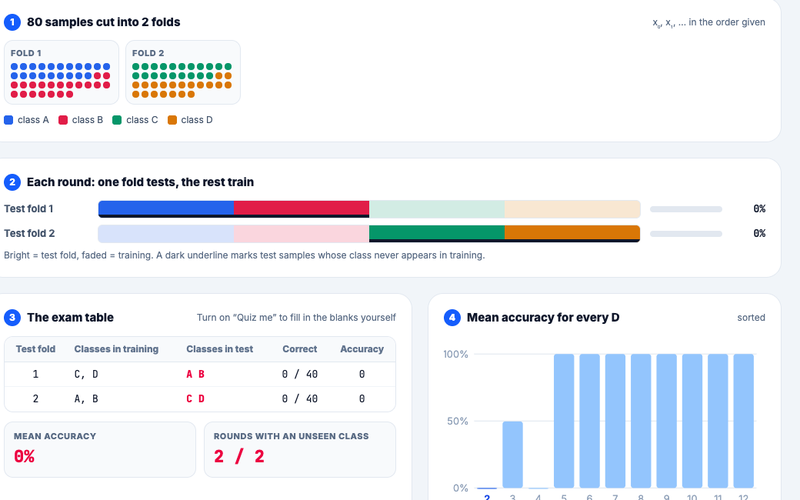 1 80 samples cut into 2 folds
x₀, x₁, ... in the order given
FOLD 1
FOLD 2
class A class B class C class D
2 Each round: one fold tests, the rest train
Test fold 1 0%
Test fold 2 0%
Bright = test fold, faded = training. A dark underline marks test samples whose class never appears in training.
3 The exam table
Turn on “Quiz me” to fill in the blanks yourself
Test fold Classes in training Classes in test Correct Accuracy
1 C, D A B 0 / 40 0
2 A, B C D 0 / 40 0
MEAN ACCURACY
0%
ROUNDS WITH AN UNSEEN CLASS
2 / 2
4 Mean accuracy for every D
sorted
100%
50%
0%
2 3 4 5 6 7 8 9 10 11 12